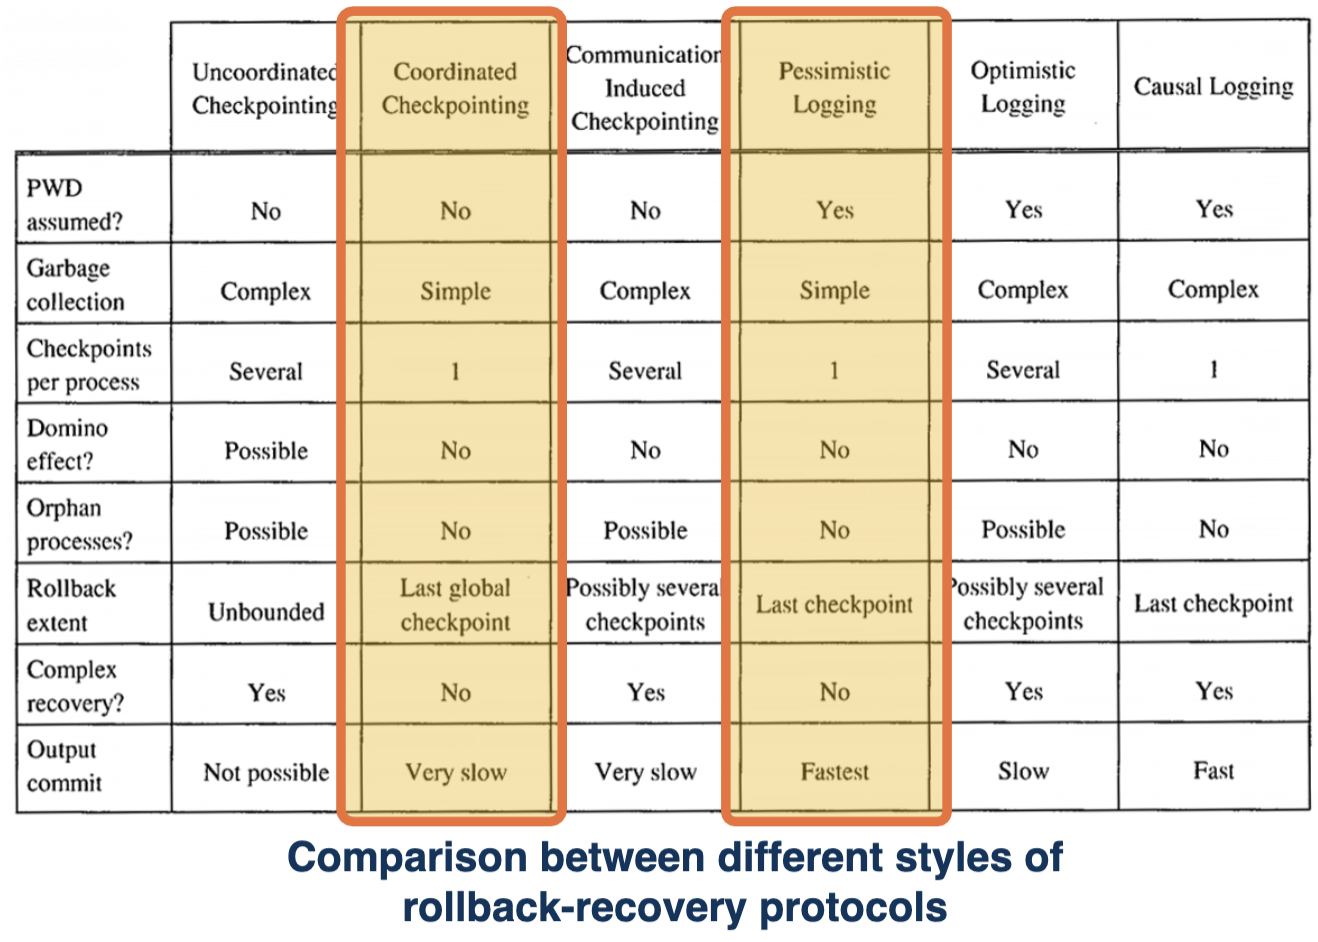 Uncoordinated
Checkpointing
Coordinated
Checkpointing
Communication
Induced
Checkpointing
Pessimistic
Logging
Optimistic
Logging
Causal Logging
PWD
assumed?
No
No
No
Yes
Yes
Yes
Garbage
collection
Complex
Simple
Complex
Simple
Complex
Complex
Checkpoints
per process
Several
1
Several
1
Several
1
Domino
effect?
Possible
No
No
No
No
No
Orphan
processes?
Possible
No
Possible
No
Possible
No
Rollback
extent
Unbounded
Last global
checkpoint
Possibly several
checkpoints
Last checkpoint
Possibly several
checkpoints
Last checkpoint
Complex
recovery?
Yes
No
Yes
No
Yes
Yes
Output
commit
Not possible
Very slow
Very slow
Fastest
Slow
Fast
Comparison between different styles of
rollback-recovery protocols